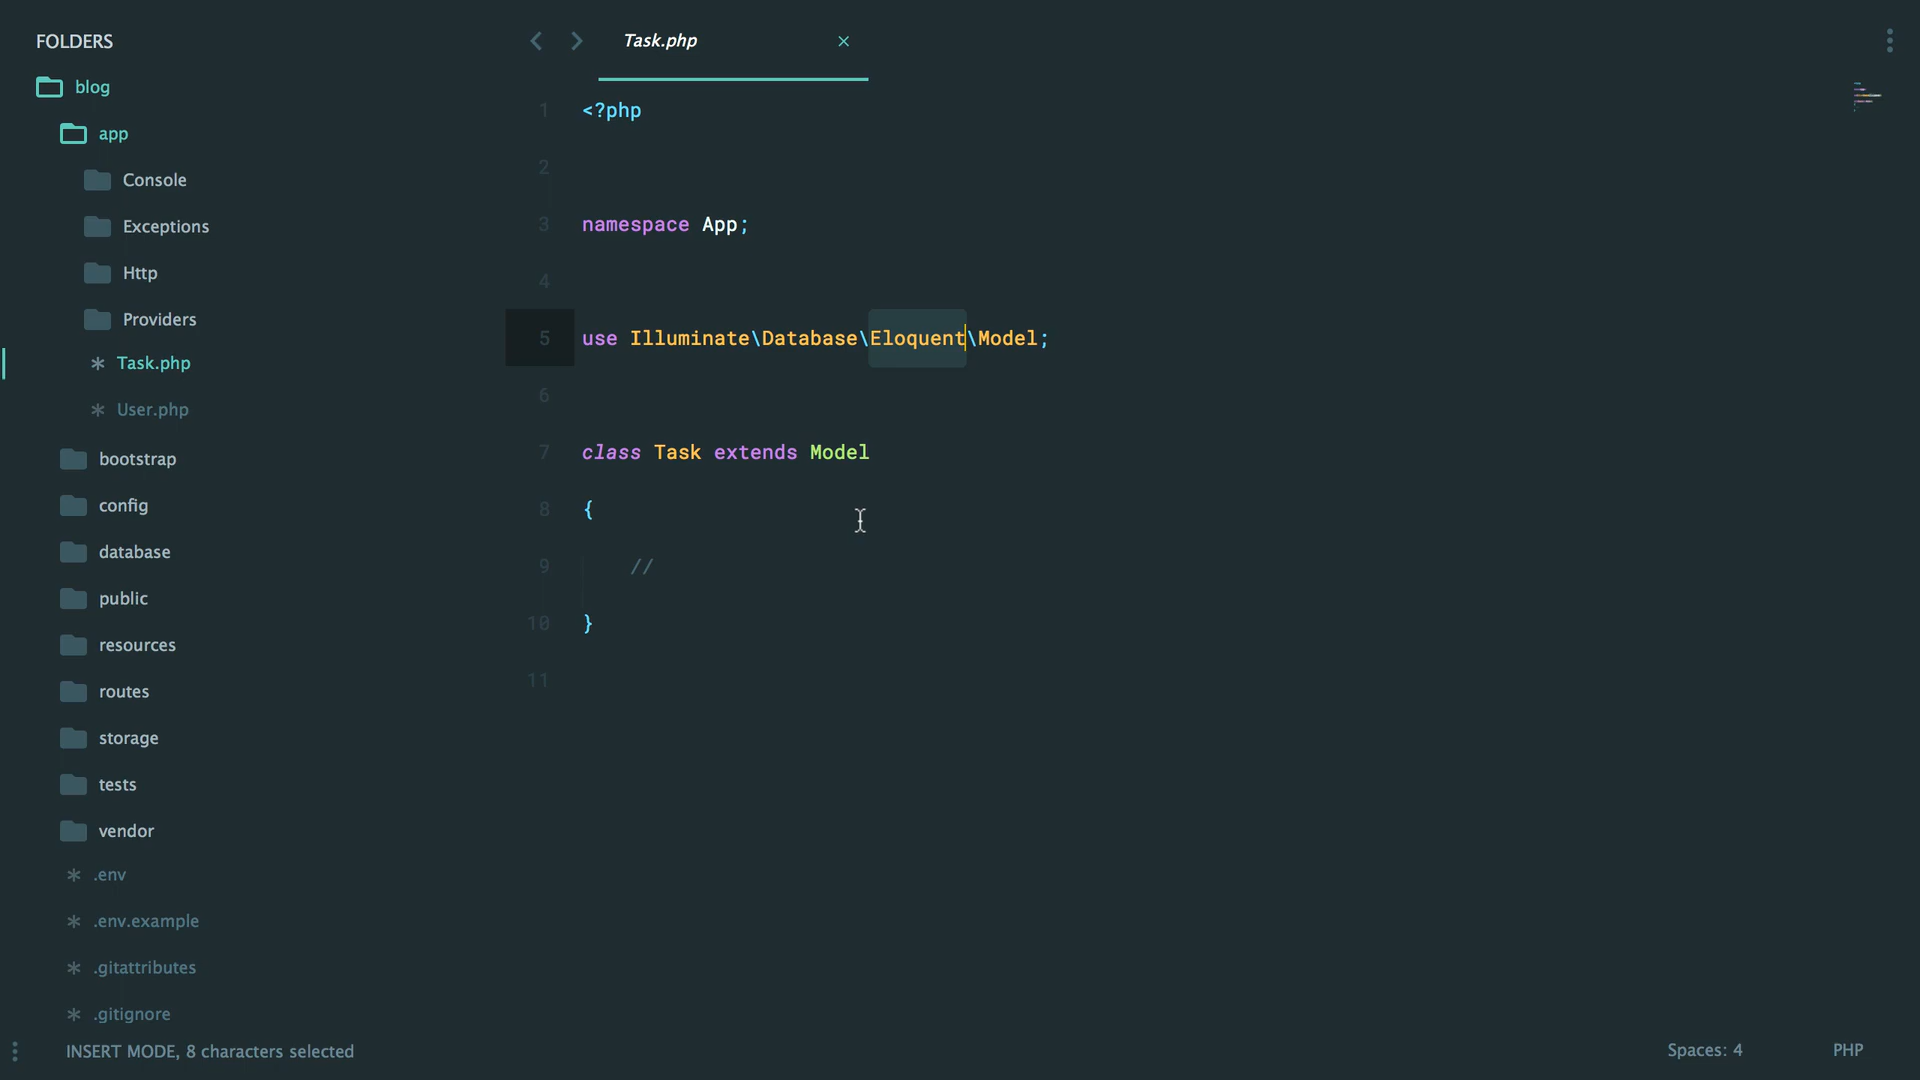 FOLDERS
blog
app
Console
Exceptions
Http
Providers
Task.php
User.php
bootstrap
config
database
public
resources
routes
storage
tests
vendor
.env
.env.example
.gitattributes
.gitignore
Task.php ×
1 <?php
2
3 namespace App;
4
5 use Illuminate\Database\Eloquent\Model;
6
7 class Task extends Model
8 {
9     //
10 }
11
INSERT MODE, 8 characters selected
Spaces: 4
PHP